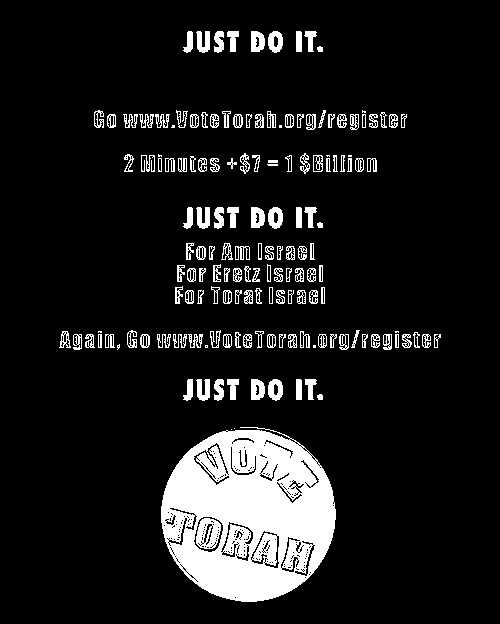 JUST DO IT.
Go www.VoteTorah.org/register
2 Minutes +$7 = 1 $Billion
JUST DO IT.
For Am Israel
For Eretz Israel
For Torat Israel
Again, Go www.VoteTorah.org/register
JUST DO IT.
VOTE
TORAH